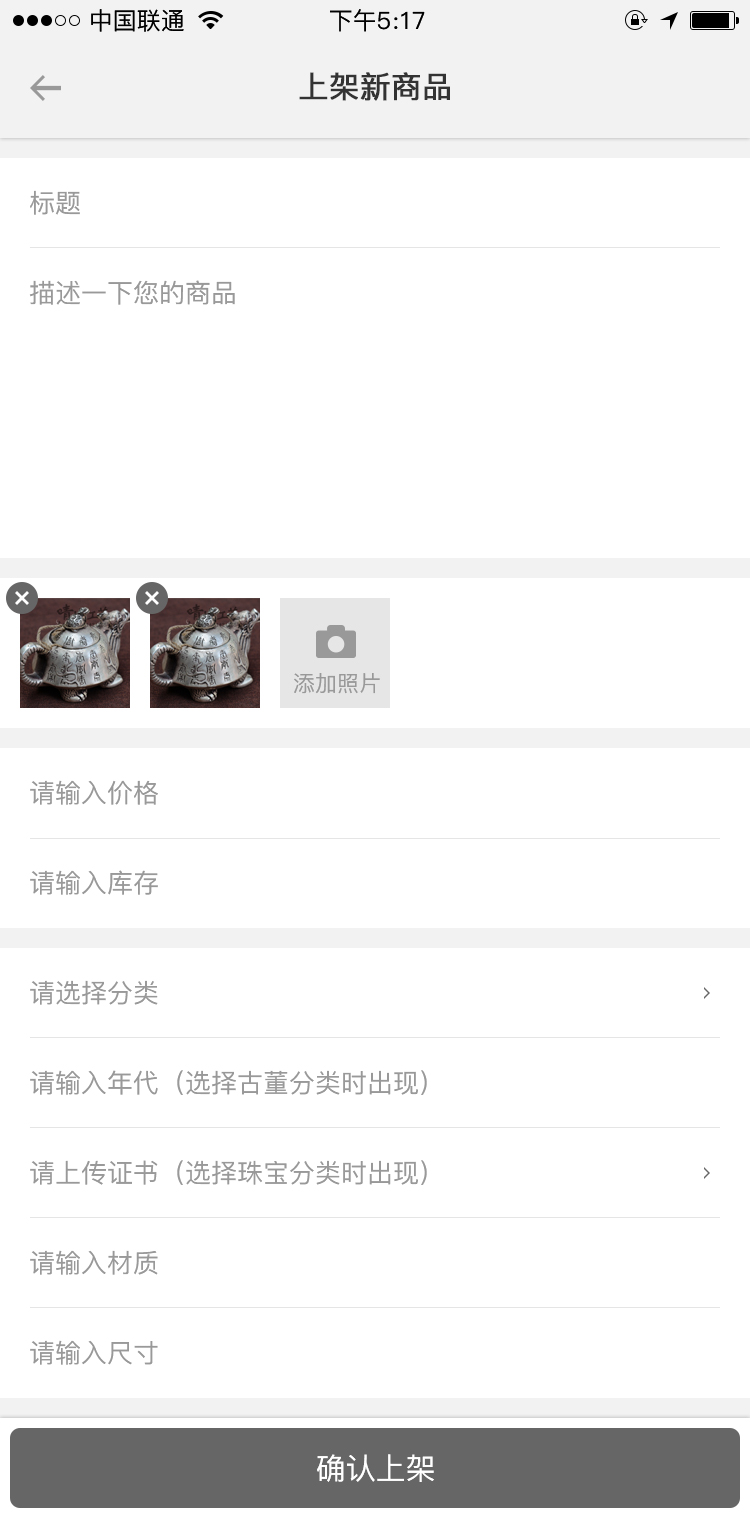 中国联通 下午5:17
上架新商品
标题
描述一下您的商品
添加照片
请输入价格
请输入库存
请选择分类
请输入年代（选择古董分类时出现）
请上传证书（选择珠宝分类时出现）
请输入材质
请输入尺寸
确认上架